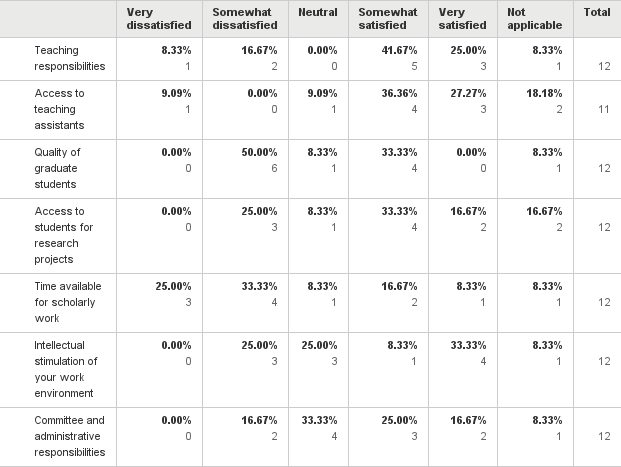 Very dissatisfied Somewhat dissatisfied Neutral Somewhat satisfied Very satisfied Not applicable Total
Teaching responsibilities 8.33% 16.67% 0.00% 41.67% 25.00% 8.33%
1 2 0 5 3 1 12
Access to teaching assistants 9.09% 0.00% 9.09% 36.36% 27.27% 18.18%
1 0 1 4 3 2 11
Quality of graduate students 0.00% 50.00% 8.33% 33.33% 0.00% 8.33%
0 6 1 4 0 1 12
Access to students for research projects 0.00% 25.00% 8.33% 33.33% 16.67% 16.67%
0 3 1 4 2 2 12
Time available for scholarly work 25.00% 33.33% 8.33% 16.67% 8.33% 8.33%
3 4 1 2 1 1 12
Intellectual stimulation of your work environment 0.00% 25.00% 25.00% 8.33% 33.33% 8.33%
0 3 3 1 4 1 12
Committee and administrative responsibilities 0.00% 16.67% 33.33% 25.00% 16.67% 8.33%
0 2 4 3 2 1 12